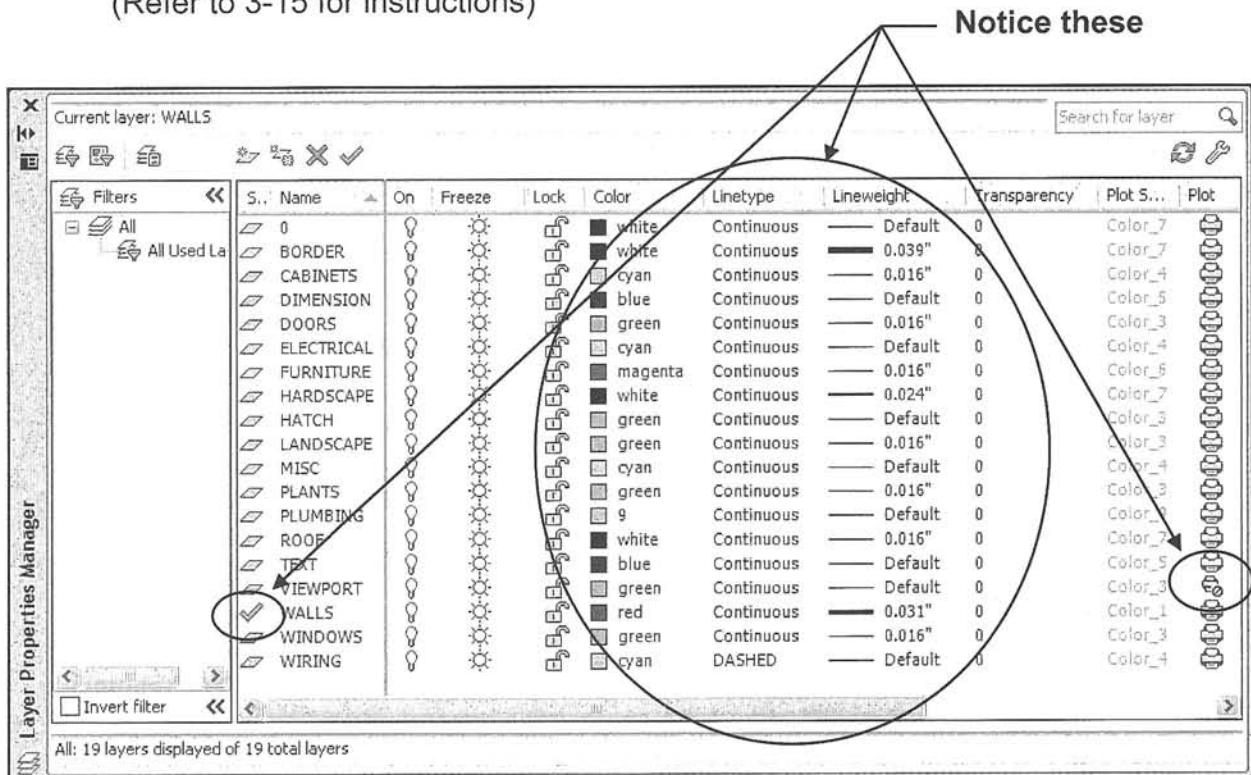 (Refer to 3-15 for instructions)
Notice these
Current layer: WALLS
Search for layer
Filters
All
All Used La
S.. Name On Freeze Lock Color Linetype Lineweight Transparency Plot S... Plot
0 white Continuous Default 0 Color_7
BORDER white Continuous 0.039" 0 Color_7
CABINETS cyan Continuous 0.016" 0 Color_4
DIMENSION blue Continuous Default 0 Color_5
DOORS green Continuous 0.016" 0 Color_3
ELECTRICAL cyan Continuous Default 0 Color_4
FURNITURE magenta Continuous 0.016" 0 Color_6
HARDSCAPE white Continuous 0.024" 0 Color_7
HATCH green Continuous Default 0 Color_3
LANDSCAPE green Continuous 0.016" 0 Color_3
MISC cyan Continuous Default 0 Color_4
PLANTS green Continuous 0.016" 0 Color_3
PLUMBING 9 Continuous Default 0 Color_9
ROOF white Continuous 0.016" 0 Color_7
TEXT blue Continuous Default 0 Color_5
VIEWPORT green Continuous Default 0 Color_3
WALLS red Continuous 0.031" 0 Color_1
WINDOWS green Continuous 0.016" 0 Color_3
WIRING cyan DASHED Default 0 Color_4
Invert filter
All: 19 layers displayed of 19 total layers
Layer Properties Manager